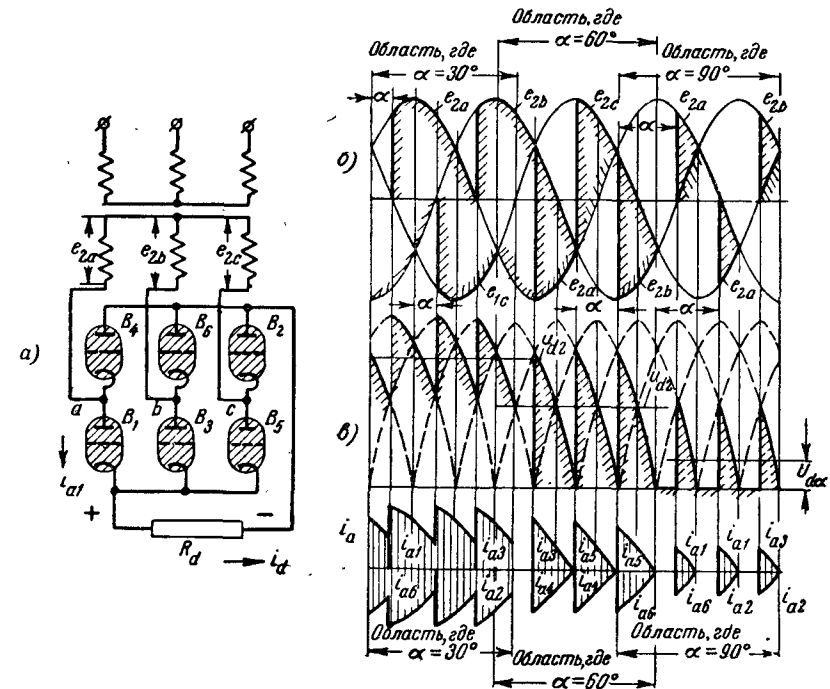 Область, где
α=60°
Область, где
α=30°
Область, где
α=90°
α
e2a
e2b
e2c
α
e2a
e2b
б)
e2a
e2b
e2c
а)
B4
B6
B2
a
b
c
B1
B3
B5
ia1
+
−
Rd
id
α
e1c
e2a
α
e2b
α
e2a
ud2
ud2
в)
Udα
ia
ia1
ia3
ia3
ia5
ia5
ia1
ia1
ia3
ia6
ia2
ia4
ia4
ia6
ia6
ia2
ia2
Область, где
α=30°
Область, где
α=60°
Область, где
α=90°